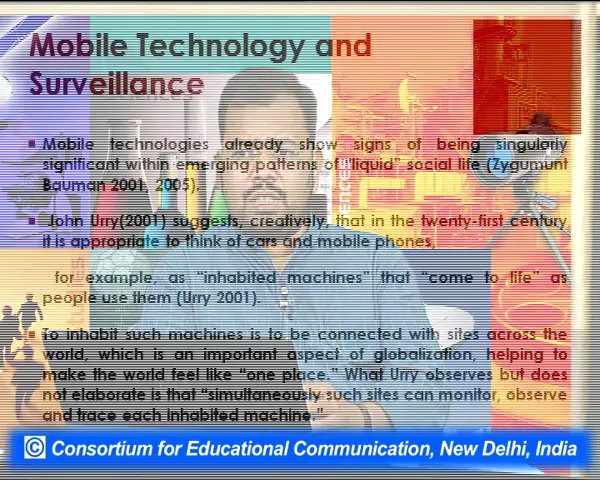 Mobile Technology and
Surveillance
Mobile technologies already show signs of being singularly
significant within emerging patterns of "liquid" social life (Zygumunt
Bauman 2001, 2005).
John Urry(2001) suggests, creatively, that in the twenty-first century
it is appropriate to think of cars and mobile phones,
for example, as "inhabited machines" that "come to life" as
people use them (Urry 2001).
To inhabit such machines is to be connected with sites across the
world, which is an important aspect of globalization, helping to
make the world feel like "one place." What Urry observes but does
not elaborate is that "simultaneously such sites can monitor, observe
and trace each inhabited machine."
© Consortium for Educational Communication, New Delhi, India